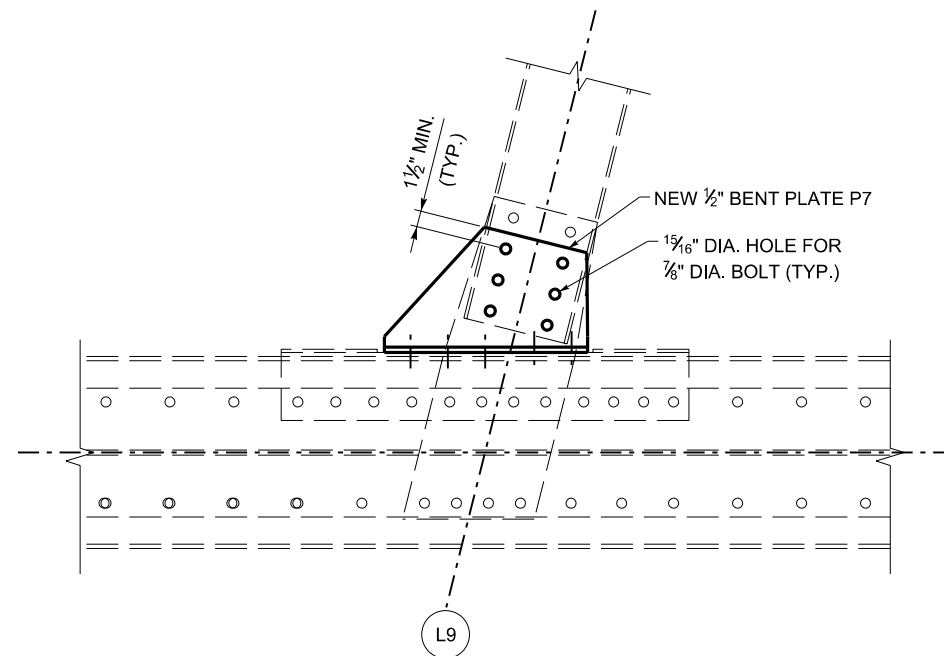 1½" MIN.
(TYP.)
NEW ½" BENT PLATE P7
15⁄16" DIA. HOLE FOR
⅞" DIA. BOLT (TYP.)
L9